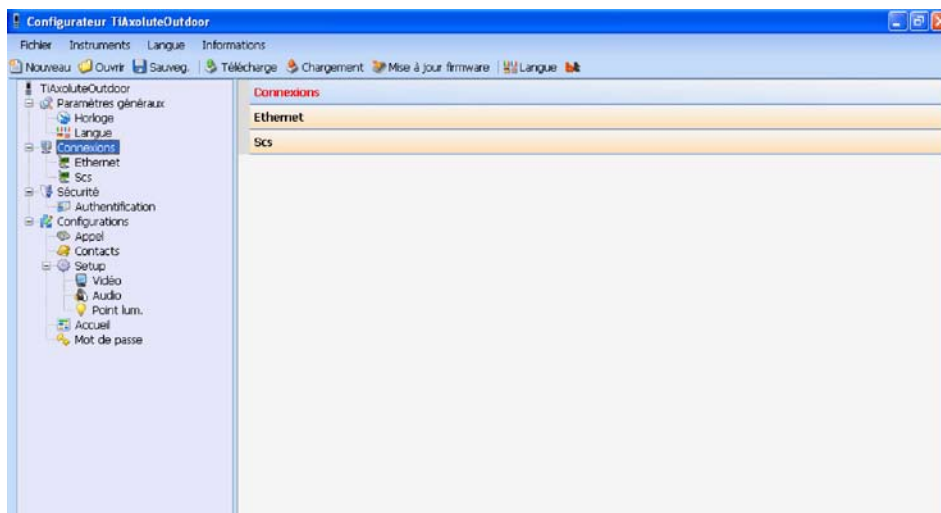 Configurateur TiAxoluteOutdoor
Fichier Instruments Langue Informations
Nouveau Ouvrir Sauveg. Télécharge Chargement Mise à jour firmware Langue
TiAxoluteOutdoor
Paramètres généraux
Horloge
Langue
Connexions
Ethernet
Scs
Sécurité
Authentification
Configurations
Appel
Contacts
Setup
Vidéo
Audio
Point lum.
Accueil
Mot de passe
Connexions
Ethernet
Scs